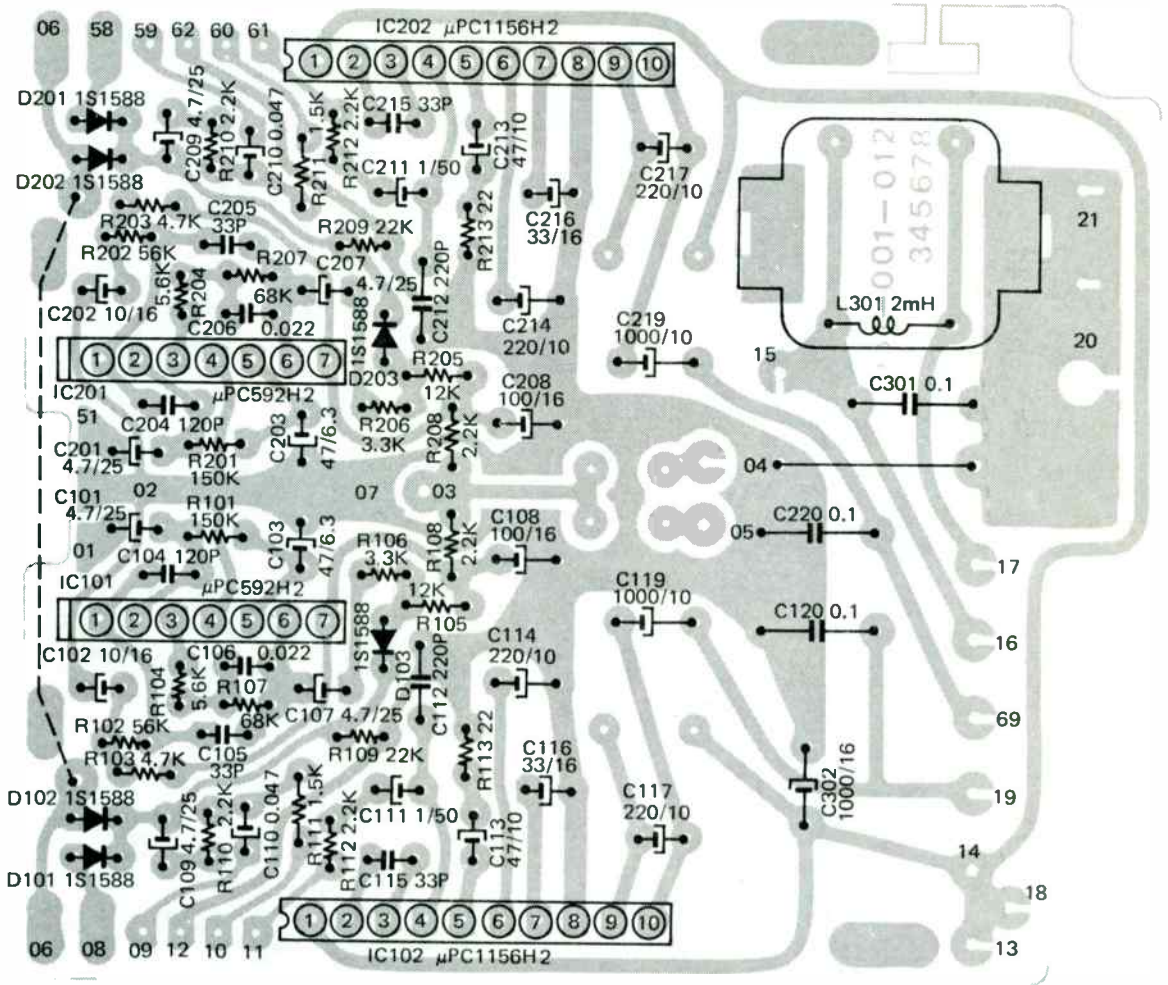 06 58 59 62 60 61
IC202 μPC1156H2
1 2 3 4 5 6 7 8 9 10
D201 1S1588
C209 4.7/25
R210 2.2K
C210 0.047
R211 1.5K
R212 2.2K
C215 33P
C213
47/10
C217
220/10
001-012
345678
D202 1S1588
C211 1/50
C216
33/16
R213 22
21
R203 4.7K
C205
33P
R209 22K
R202 56K
R207
68K
C207
4.7/25
C212 220P
5.6K
R204
C202 10/16
C206 0.022
1S1588
D203
C214
220/10
C219
1000/10
L301 2mH
20
15
1 2 3 4 5 6 7
IC201 μPC592H2
R205
12K
C208
100/16
C301 0.1
51
C204 120P
C203
47/6.3
R206
3.3K
R208
2.2K
C201
4.7/25
R201
150K
04
C101
4.7/25
02
R101
150K
07 03
01
C104 120P
C103
47/6.3
R106
3.3K
R108
2.2K
C108
100/16
05
C220 0.1
17
IC101 μPC592H2
1 2 3 4 5 6 7
12K
R105
C119
1000/10
C120 0.1
16
C102 10/16
C106 0.022
1S1588
D103
C112 220P
C114
220/10
R104
5.6K
R107
68K
C107 4.7/25
69
R102 56K
C105
33P
R109 22K
R113 22
C116
33/16
R103 4.7K
C117
220/10
C302
1000/16
19
D102 1S1588
C109 4.7/25
R110 2.2K
C110 0.047
R111 1.5K
R112 2.2K
C111 1/50
C113
47/10
14
D101 1S1588
C115 33P
18
1 2 3 4 5 6 7 8 9 10
06 08 09 12 10 11
IC102 μPC1156H2
13